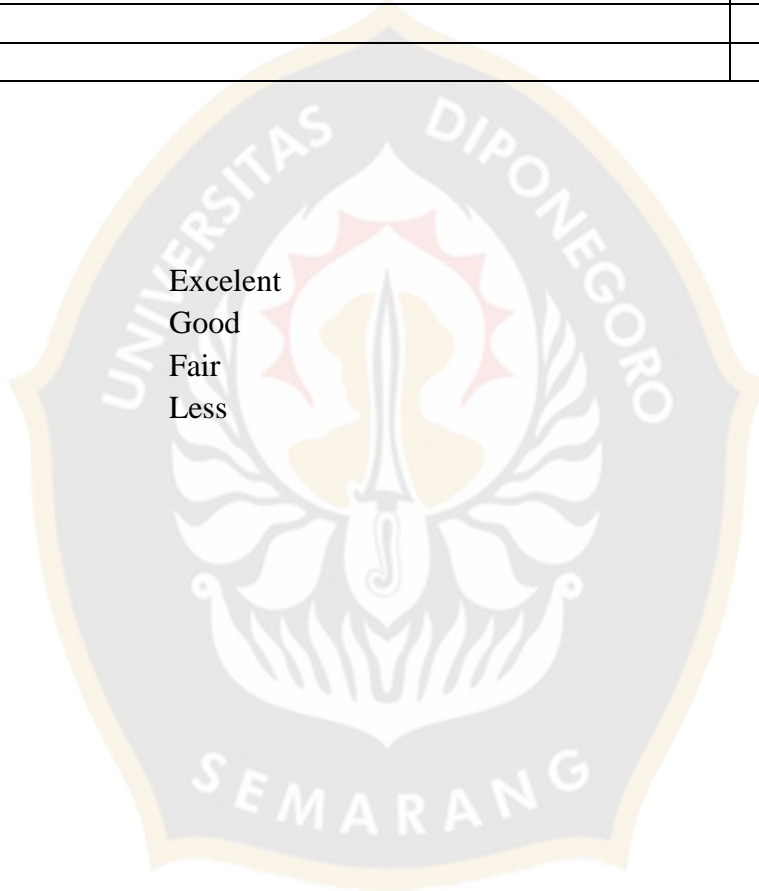 UNIVERSITAS DIPONEGORO
Excelent
Good
Fair
Less
SEMARANG